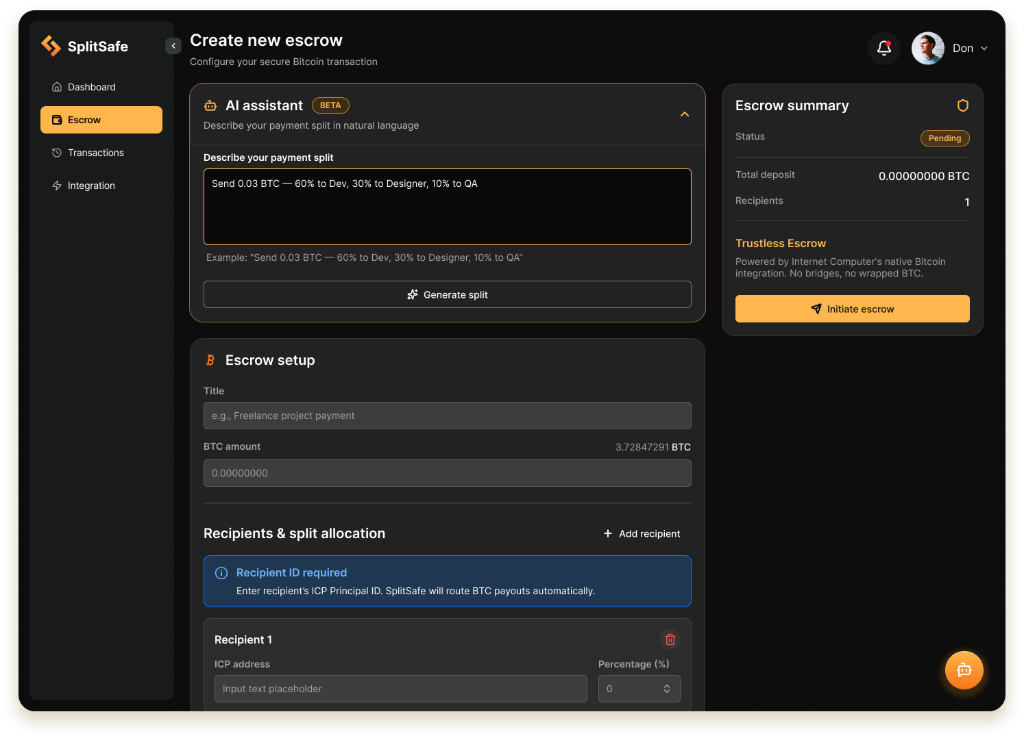 SplitSafe
Dashboard
Escrow
Transactions
Integration
Create new escrow
Configure your secure Bitcoin transaction
Don
AI assistant BETA
Describe your payment split in natural language
Describe your payment split
Send 0.03 BTC — 60% to Dev, 30% to Designer, 10% to QA
Example: "Send 0.03 BTC — 60% to Dev, 30% to Designer, 10% to QA"
Generate split
Escrow setup
Title
e.g., Freelance project payment
BTC amount 3.72847291 BTC
0.00000000
Recipients & split allocation + Add recipient
Recipient ID required
Enter recipient's ICP Principal ID. SplitSafe will route BTC payouts automatically.
Recipient 1
ICP address Percentage (%)
Input text placeholder 0
Escrow summary
Status Pending
Total deposit 0.00000000 BTC
Recipients 1
Trustless Escrow
Powered by Internet Computer's native Bitcoin
integration. No bridges, no wrapped BTC.
Initiate escrow